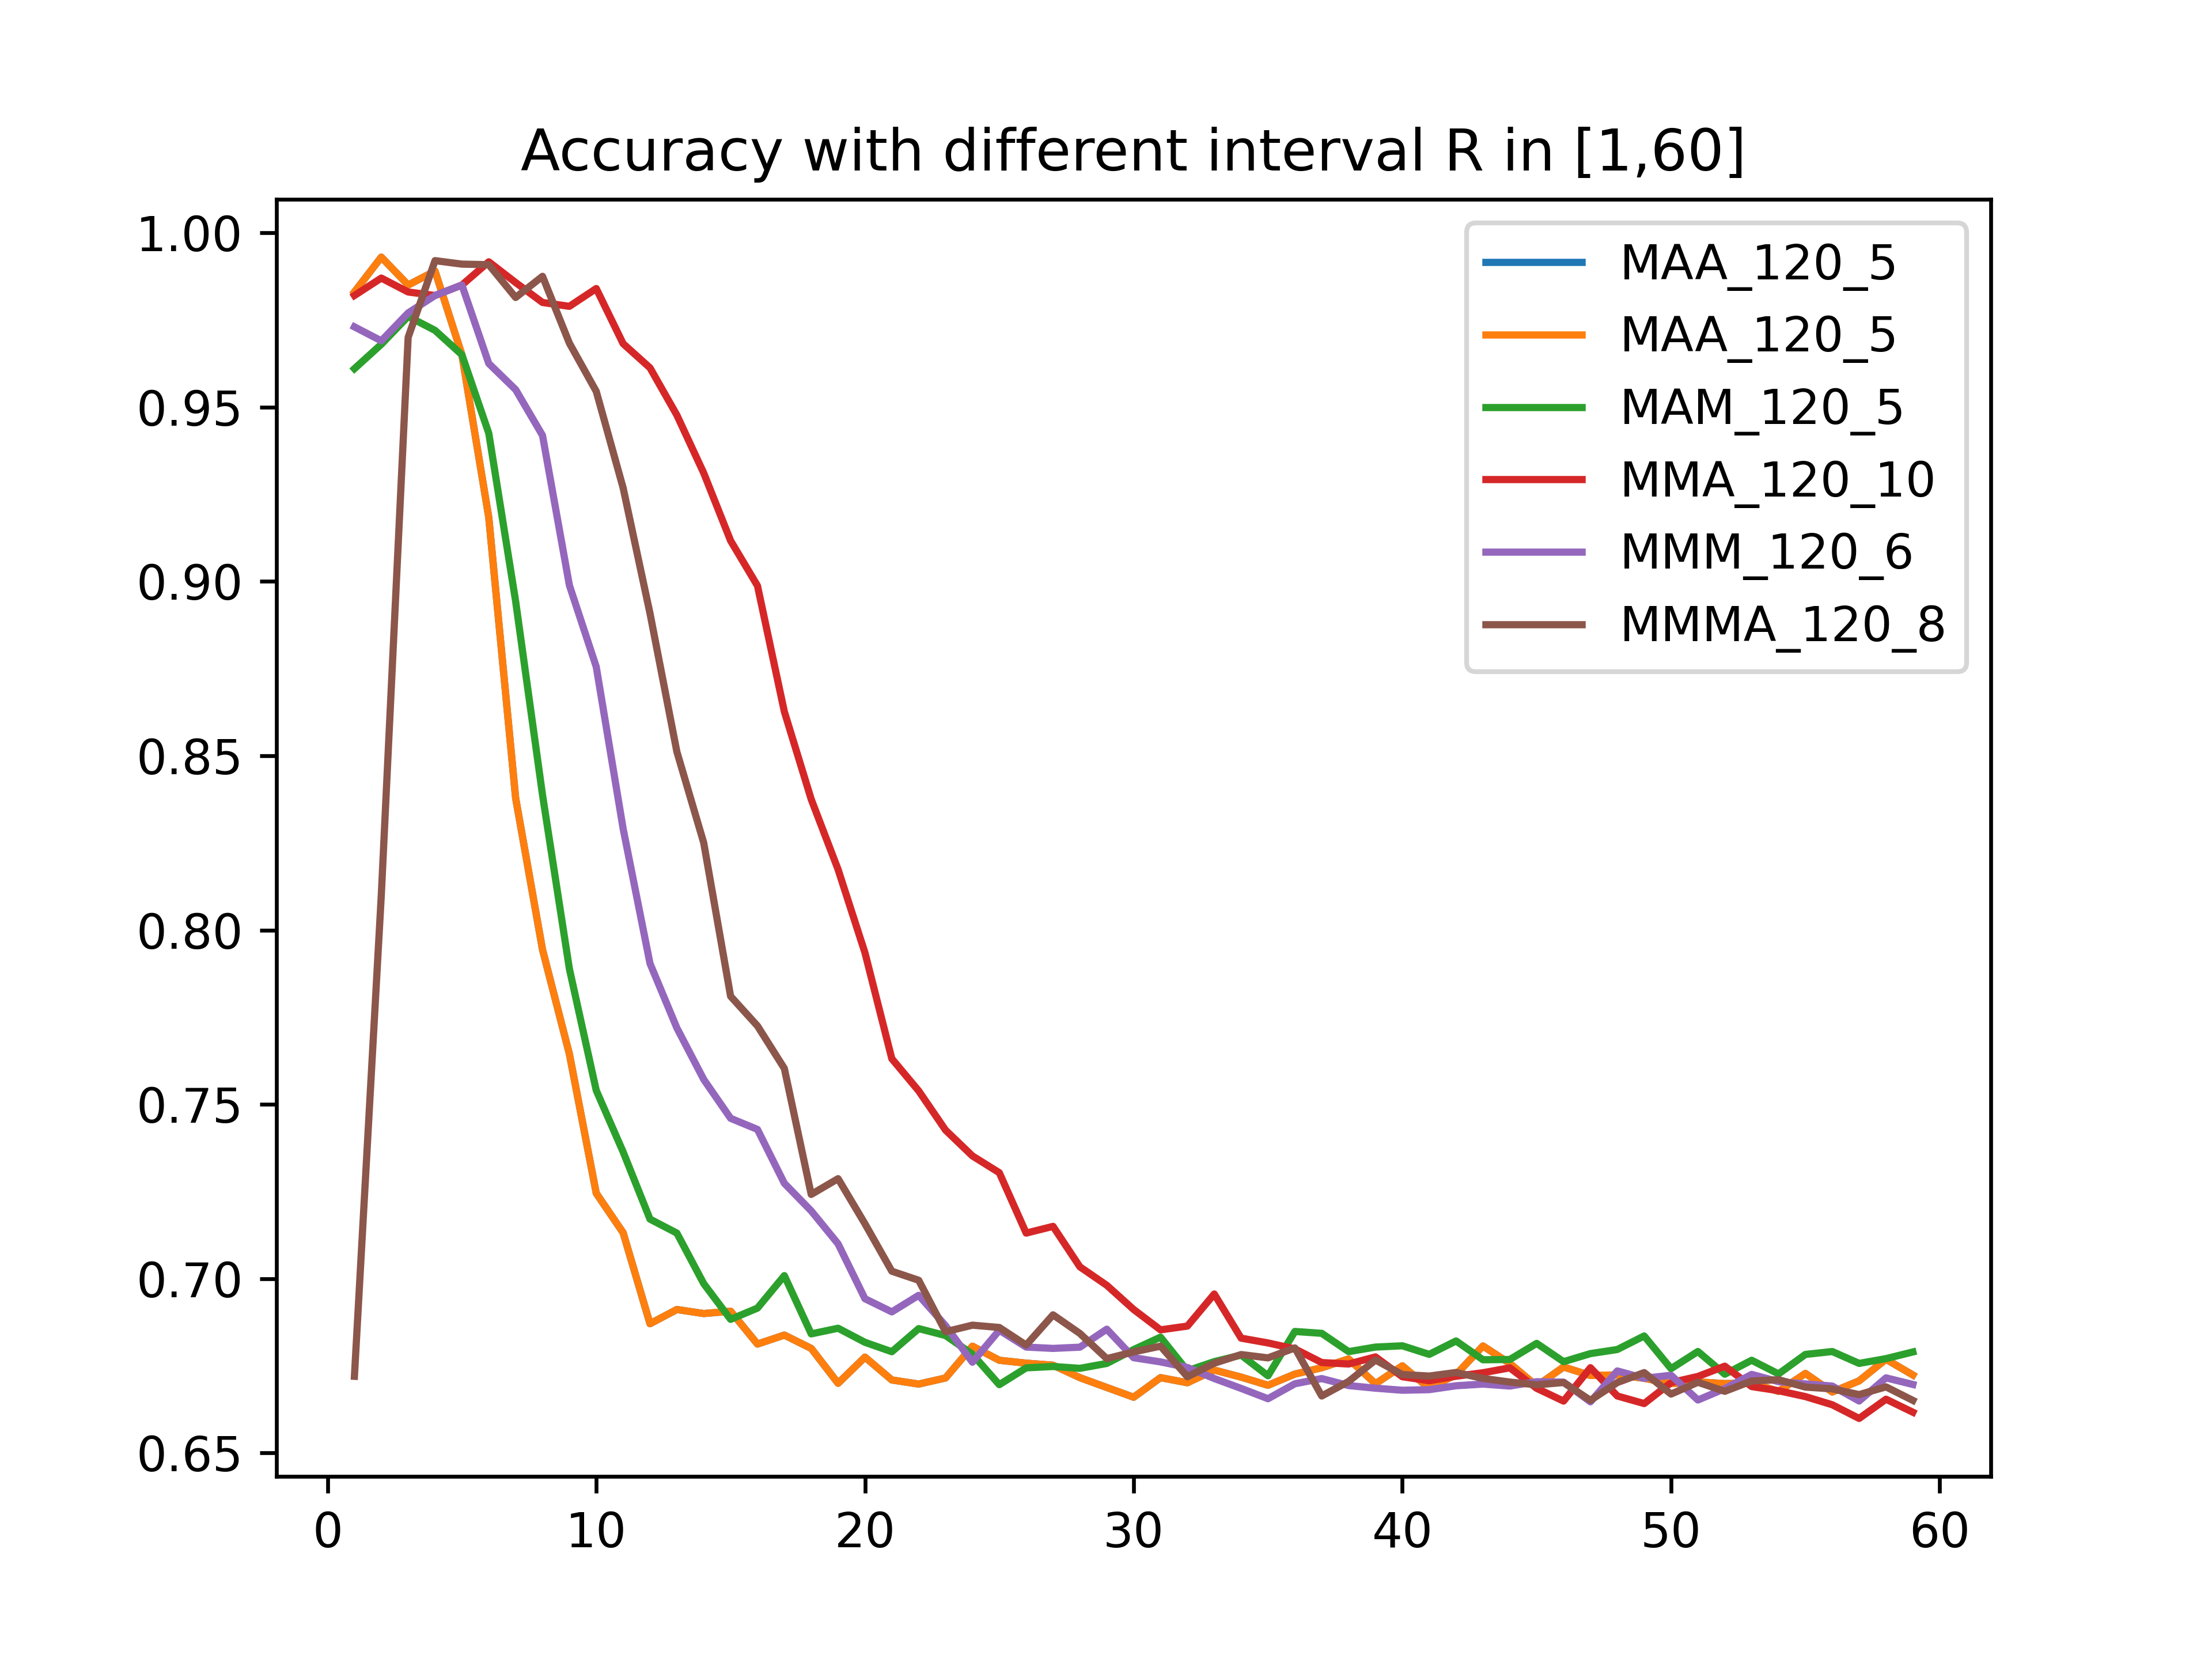 Accuracy with different interval R in [1,60]
1.00
0.95
0.90
0.85
0.80
0.75
0.70
0.65
0 10 20 30 40 50 60
MAA_120_5
MAA_120_5
MAM_120_5
MMA_120_10
MMM_120_6
MMMA_120_8